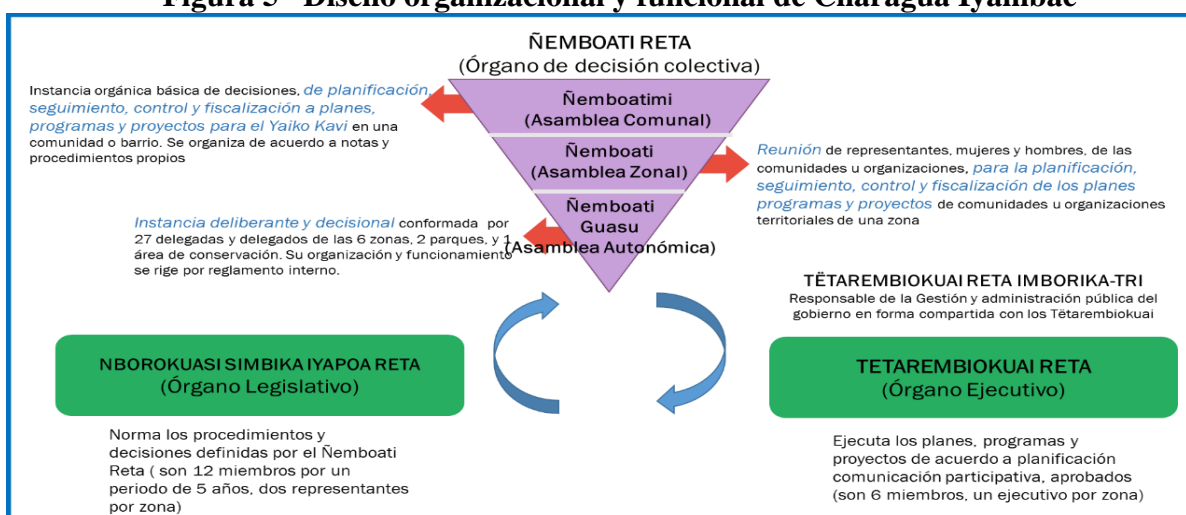 Figura 5 - Diseño organizacional y funcional de Charagua Iyambae
ÑEMBOATI RETA
(Órgano de decisión colectiva)
Instancia orgánica básica de decisiones, de planificación,
seguimiento, control y fiscalización a planes,
programas y proyectos para el Yaiko Kavi en una
comunidad o barrio. Se organiza de acuerdo a notas y
procedimientos propios
Ñemboatimi
(Asamblea Comunal)
Ñemboati
(Asamblea Zonal)
Reunión de representantes, mujeres y hombres, de las
comunidades u organizaciones, para la planificación,
seguimiento, control y fiscalización de los planes
programas y proyectos de comunidades u organizaciones
territoriales de una zona
Ñemboati
Guasu
(Asamblea Autonómica)
Instancia deliberante y decisional conformada por
27 delegadas y delegados de las 6 zonas, 2 parques, y 1
área de conservación. Su organización y funcionamiento
se rige por reglamento interno.
TËTAREMBIOKUAI RETA IMBORIKA-TRI
Responsable de la Gestión y administración pública del
gobierno en forma compartida con los Tëtarembiokuai
NBOROKUASI SIMBIKA IYAPOA RETA
(Órgano Legislativo)
TETAREMBIOKUAI RETA
(Órgano Ejecutivo)
Norma los procedimientos y
decisiones definidas por el Ñemboati
Reta ( son 12 miembros por un
periodo de 5 años, dos representantes
por zona)
Ejecuta los planes, programas y
proyectos de acuerdo a planificación
comunicación participativa, aprobados
(son 6 miembros, un ejecutivo por zona)